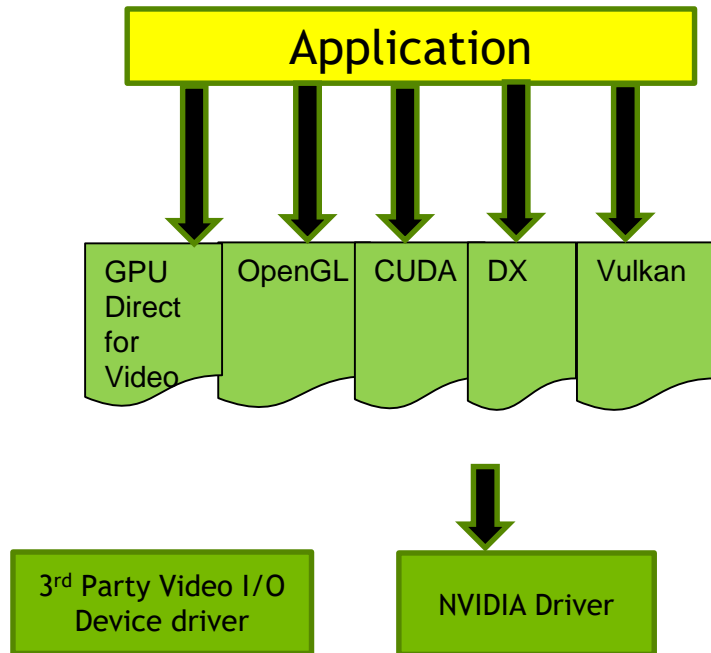 Application
GPU
Direct
for
Video
OpenGL
CUDA
DX
Vulkan
3rd Party Video I/O
Device driver
NVIDIA Driver